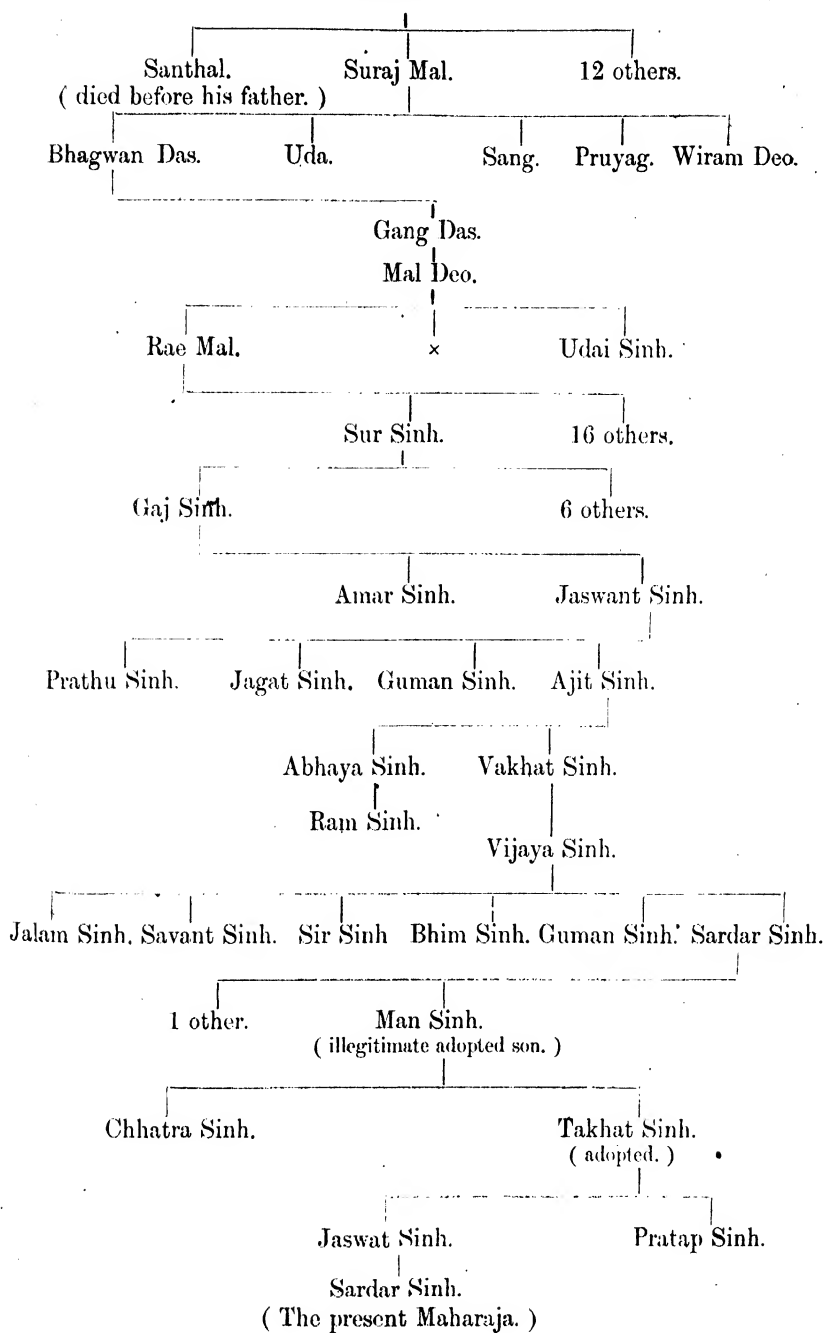 Santhal. Suraj Mal. 12 others.
( died before his father. )
Bhagwan Das. Uda. Sang. Pruyag. Wiram Deo.
Gang Das.
Mal Deo.
Rae Mal. × Udai Sinh.
Sur Sinh. 16 others.
Gaj Sinh. 6 others.
Amar Sinh. Jaswant Sinh.
Prathu Sinh. Jagat Sinh. Guman Sinh. Ajit Sinh.
Abhaya Sinh. Vakhat Sinh.
Ram Sinh.
Vijaya Sinh.
Jalam Sinh. Savant Sinh. Sir Sinh Bhim Sinh. Guman Sinh. Sardar Sinh.
1 other. Man Sinh.
( illegitimate adopted son. )
Chhatra Sinh. Takhat Sinh.
( adopted. )
Jaswat Sinh. Pratap Sinh.
Sardar Sinh.
( The present Maharaja. )